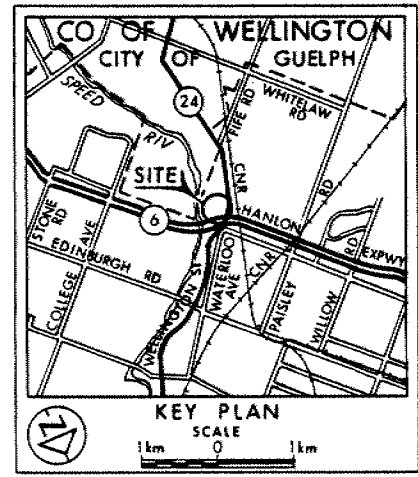 CO OF WELLINGTON
CITY OF GUELPH
SPEED RIV
24
FIFE RD
WHITELAW RD
CNR
SITE
HANLON EXPWY
6
STONE RD
COLLEGE AVE
EDINBURGH RD
WELLINGTON ST
WATERLOO AVE
CNR
RD
PAISLEY
WILLOW RD
N
KEY PLAN
SCALE
1km 0 1km